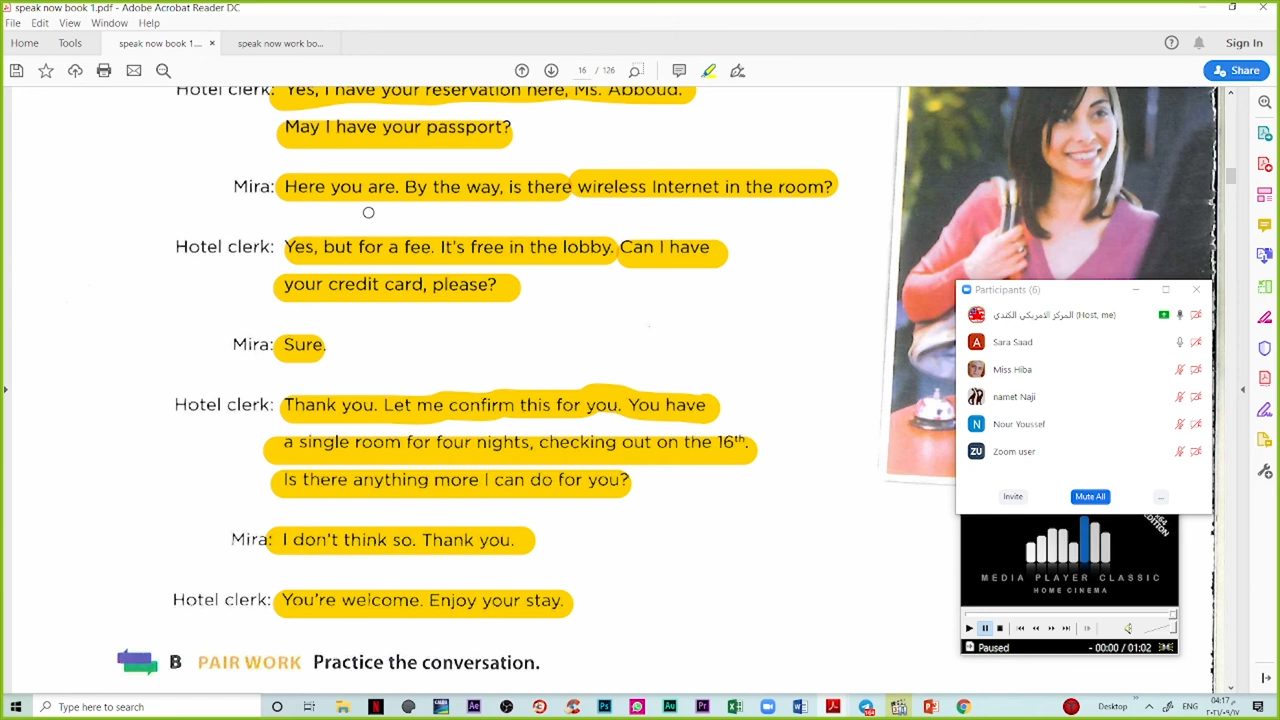 speak now book 1.pdf - Adobe Acrobat Reader DC
File Edit View Window Help
Home Tools speak now book 1.... × speak now work bo... Sign In
16 / 126 Share
Hotel clerk: Yes, I have your reservation here, Ms. Abboud.
May I have your passport?
Mira: Here you are. By the way, is there wireless Internet in the room?
Hotel clerk: Yes, but for a fee. It's free in the lobby. Can I have
your credit card, please?
Mira: Sure.
Hotel clerk: Thank you. Let me confirm this for you. You have
a single room for four nights, checking out on the 16th.
Is there anything more I can do for you?
Mira: I don't think so. Thank you.
Hotel clerk: You're welcome. Enjoy your stay.
B PAIR WORK Practice the conversation.
Participants (6)
المركز الامريكي الكندي (Host, me)
A Sara Saad
Miss Hiba
namet Naji
N Nour Youssef
ZU Zoom user
Invite Mute All ...
x64 EDITION
MEDIA PLAYER CLASSIC
HOME CINEMA
Paused - 00:00 / 01:02
Type here to search Desktop 04:17